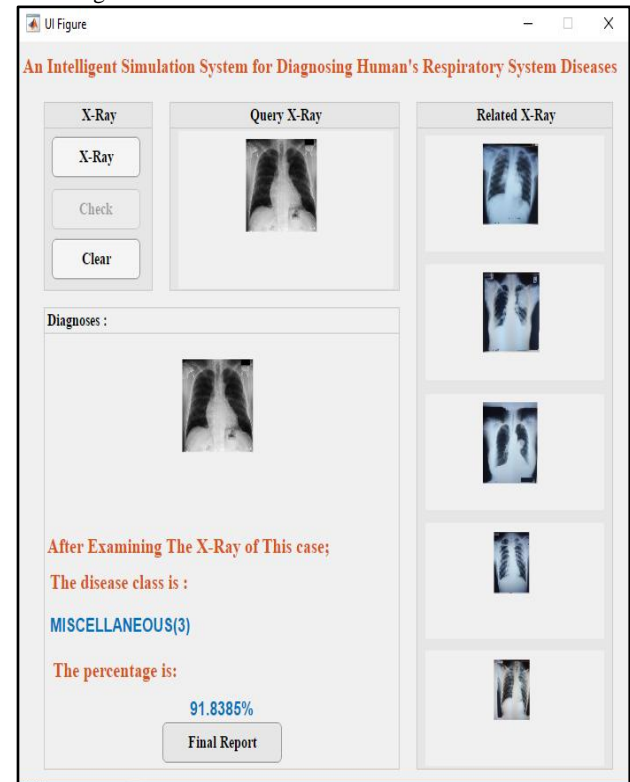 UI Figure
An Intelligent Simulation System for Diagnosing Human's Respiratory System Diseases
X-Ray
X-Ray
Check
Clear
Query X-Ray
Related X-Ray
Diagnoses :
After Examining The X-Ray of This case;
The disease class is :
MISCELLANEOUS(3)
The percentage is:
91.8385%
Final Report